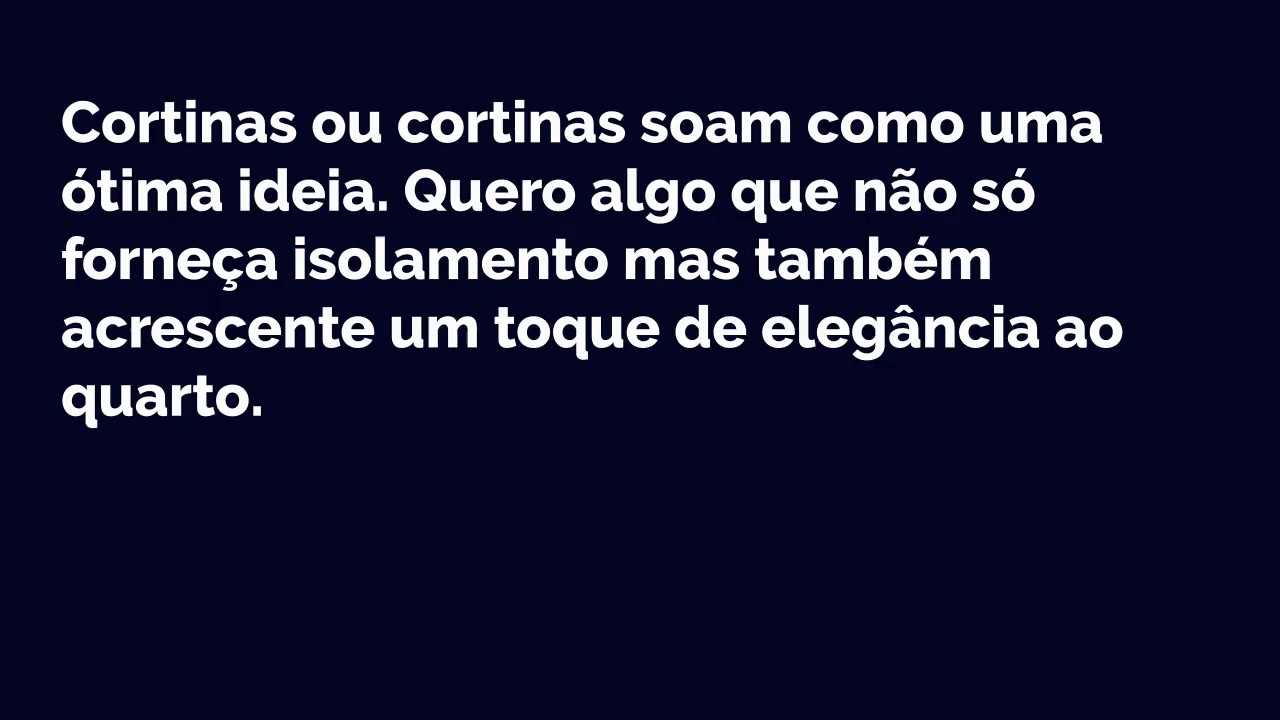 Cortinas ou cortinas soam como uma
ótima ideia. Quero algo que não só
forneça isolamento mas também
acrescente um toque de elegância ao
quarto.